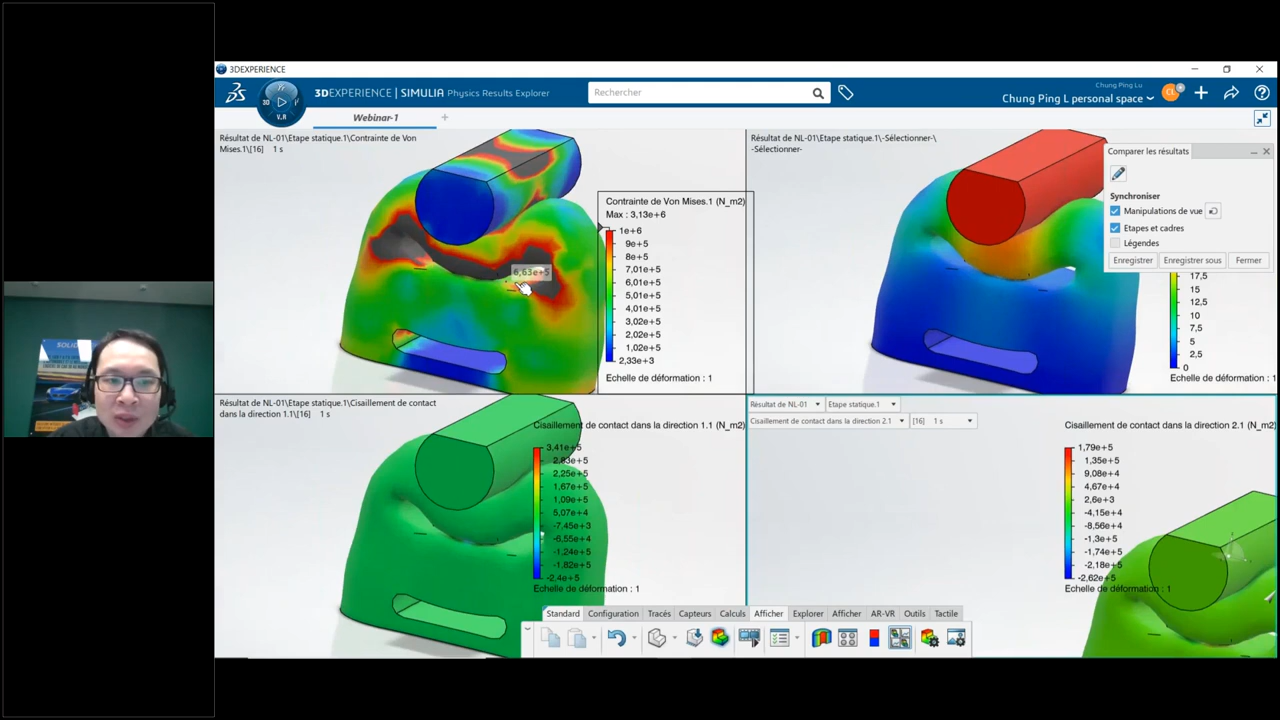 3DEXPERIENCE
3DEXPERIENCE | SIMULIA Physics Results Explorer
Rechercher
Chung Ping Lu
Chung Ping L personal space
CL
3D
V.R
Webinar-1
+
Résultat de NL-01\Etape statique.1\Contrainte de Von
Mises.1\[16] 1 s
Contrainte de Von Mises.1 (N_m2)
Max : 3,13e+6
1e+6
9e+5
8e+5
7,01e+5
6,01e+5
5,01e+5
4,01e+5
3,02e+5
2,02e+5
1,02e+5
2,33e+3
Echelle de déformation : 1
6,63e+5
Résultat de NL-01\Etape statique.1\-Sélectionner-\
-Sélectionner-
17,5
15
12,5
10
7,5
5
2,5
0
Echelle de déformation : 1
Comparer les résultats
Synchroniser
Manipulations de vue
Etapes et cadres
Légendes
Enregistrer
Enregistrer sous
Fermer
Résultat de NL-01\Etape statique.1\Cisaillement de contact
dans la direction 1.1\[16] 1 s
Cisaillement de contact dans la direction 1.1 (N_m2)
3,41e+5
2,83e+5
2,25e+5
1,67e+5
1,09e+5
5,07e+4
-7,45e+3
-6,55e+4
-1,24e+5
-1,82e+5
-2,4e+5
Echelle de déformation : 1
Résultat de NL-01
Etape statique.1
Cisaillement de contact dans la direction 2.1
[16] 1 s
Cisaillement de contact dans la direction 2.1 (N_m2)
1,79e+5
1,35e+5
9,08e+4
4,67e+4
2,6e+3
-4,15e+4
-8,56e+4
-1,3e+5
-1,74e+5
-2,18e+5
-2,62e+5
Echelle de déformation : 1
Standard
Configuration
Tracés
Capteurs
Calculs
Afficher
Explorer
Afficher
AR-VR
Outils
Tactile